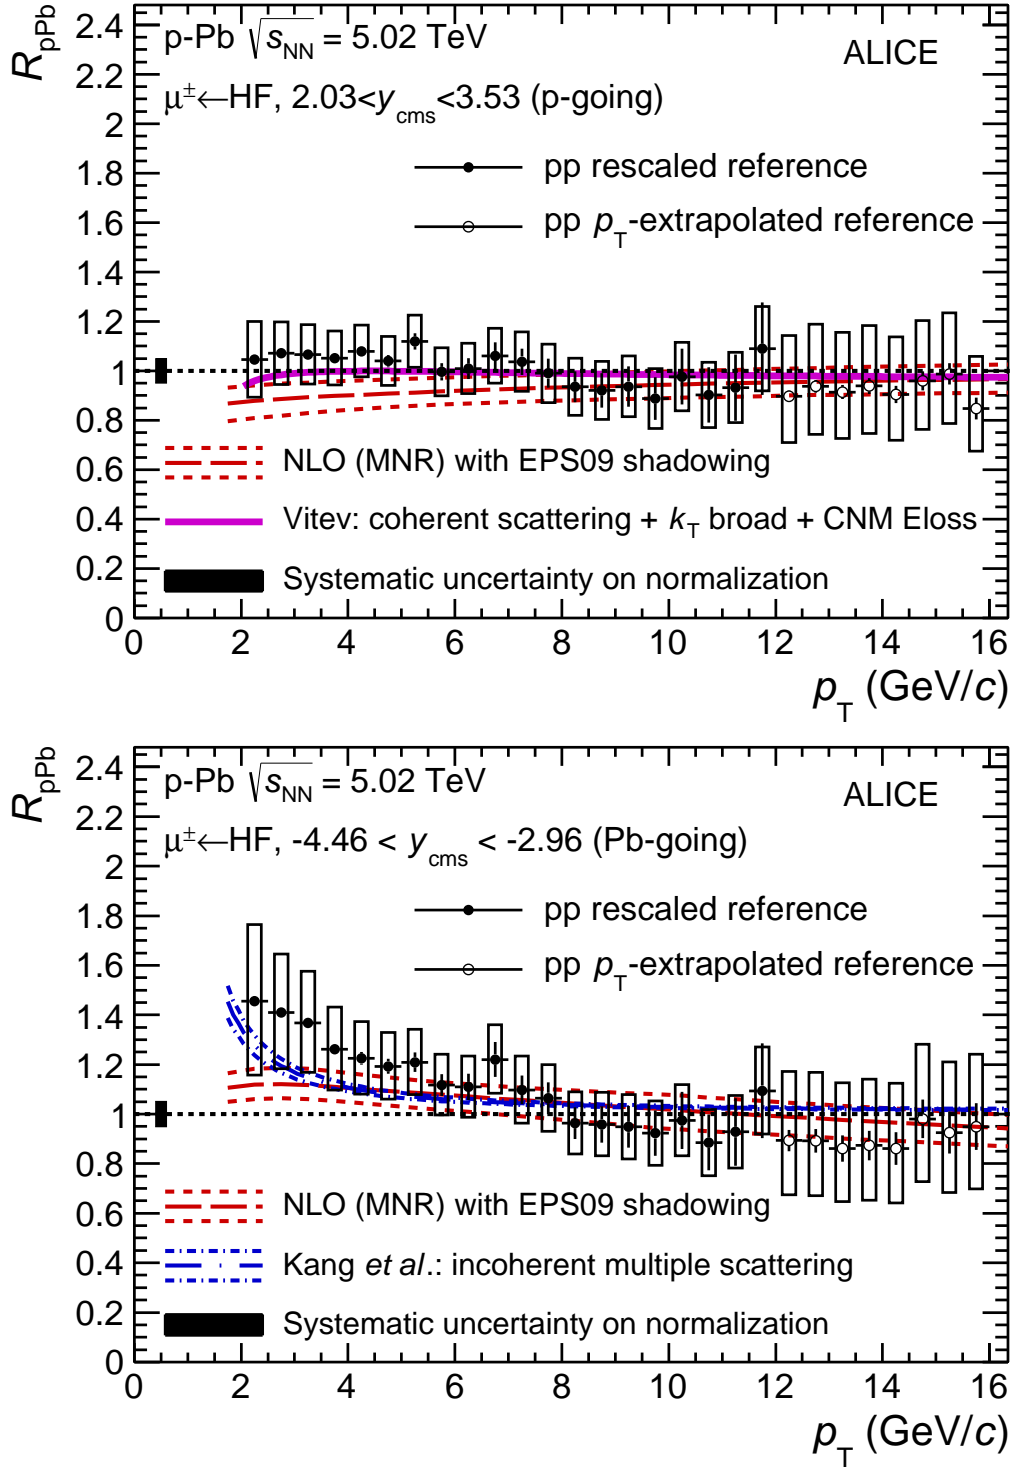 R_pPb
p-Pb √s_NN = 5.02 TeV
ALICE
μ± ← HF, 2.03<y_cms<3.53 (p-going)
pp rescaled reference
pp p_T-extrapolated reference
NLO (MNR) with EPS09 shadowing
Vitev: coherent scattering + k_T broad + CNM Eloss
Systematic uncertainty on normalization
2.4
2.2
2
1.8
1.6
1.4
1.2
1
0.8
0.6
0.4
0.2
0
0 2 4 6 8 10 12 14 16
p_T (GeV/c)
R_pPb
p-Pb √s_NN = 5.02 TeV
ALICE
μ± ← HF, -4.46 < y_cms < -2.96 (Pb-going)
pp rescaled reference
pp p_T-extrapolated reference
NLO (MNR) with EPS09 shadowing
Kang et al.: incoherent multiple scattering
Systematic uncertainty on normalization
2.4
2.2
2
1.8
1.6
1.4
1.2
1
0.8
0.6
0.4
0.2
0
0 2 4 6 8 10 12 14 16
p_T (GeV/c)